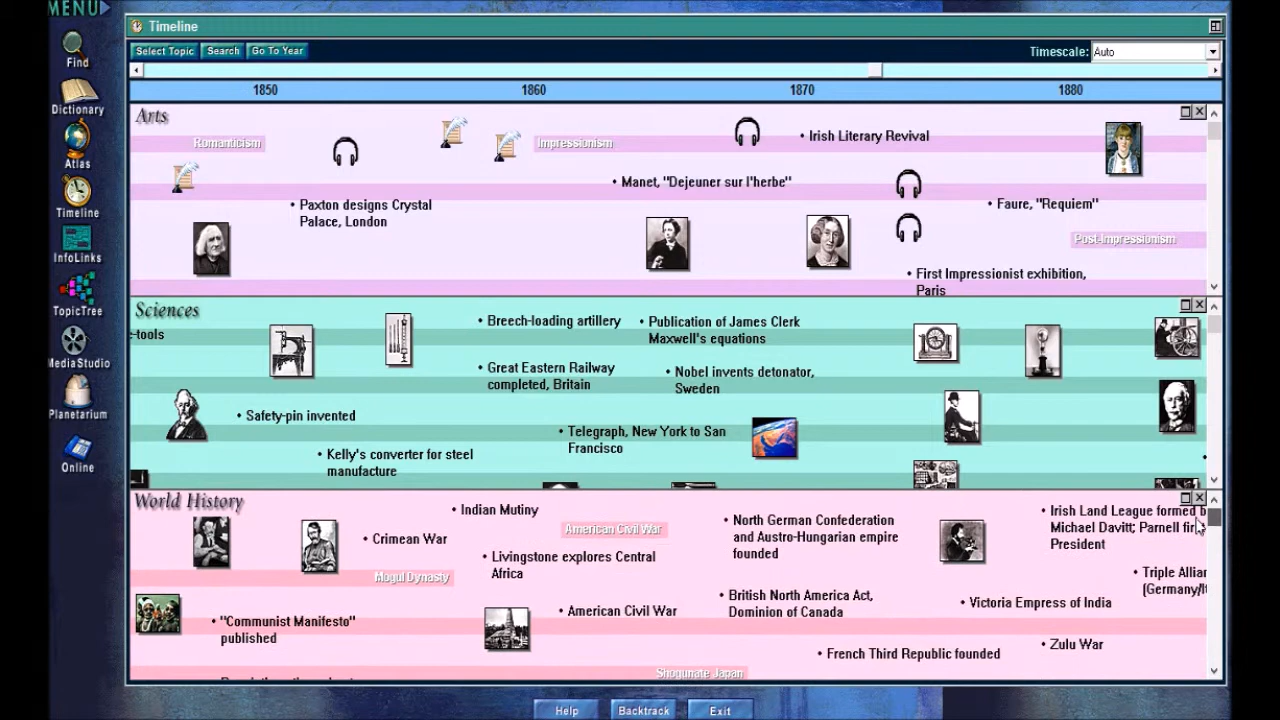 MENU
Timeline
Select Topic
Search
Go To Year
Timescale:
Auto
Find
Dictionary
Atlas
Timeline
InfoLinks
TopicTree
MediaStudio
Planetarium
Online
1850
1860
1870
1880
Arts
Romanticism
Impressionism
• Irish Literary Revival
• Manet, "Dejeuner sur l'herbe"
• Paxton designs Crystal
Palace, London
• Faure, "Requiem"
Post-Impressionism
• First Impressionist exhibition,
Paris
Sciences
e-tools
• Breech-loading artillery
• Publication of James Clerk
Maxwell's equations
• Great Eastern Railway
completed, Britain
• Nobel invents detonator,
Sweden
• Safety-pin invented
• Telegraph, New York to San
Francisco
• Kelly's converter for steel
manufacture
World History
• Indian Mutiny
American Civil War
• North German Confederation
and Austro-Hungarian empire
founded
• Irish Land League formed b
Michael Davitt; Parnell fir
President
• Crimean War
• Livingstone explores Central
Africa
Mogul Dynasty
• Triple Allian
(Germany/It
• British North America Act,
Dominion of Canada
• Victoria Empress of India
• American Civil War
• "Communist Manifesto"
published
• Zulu War
• French Third Republic founded
Shogunate Japan
Help
Backtrack
Exit